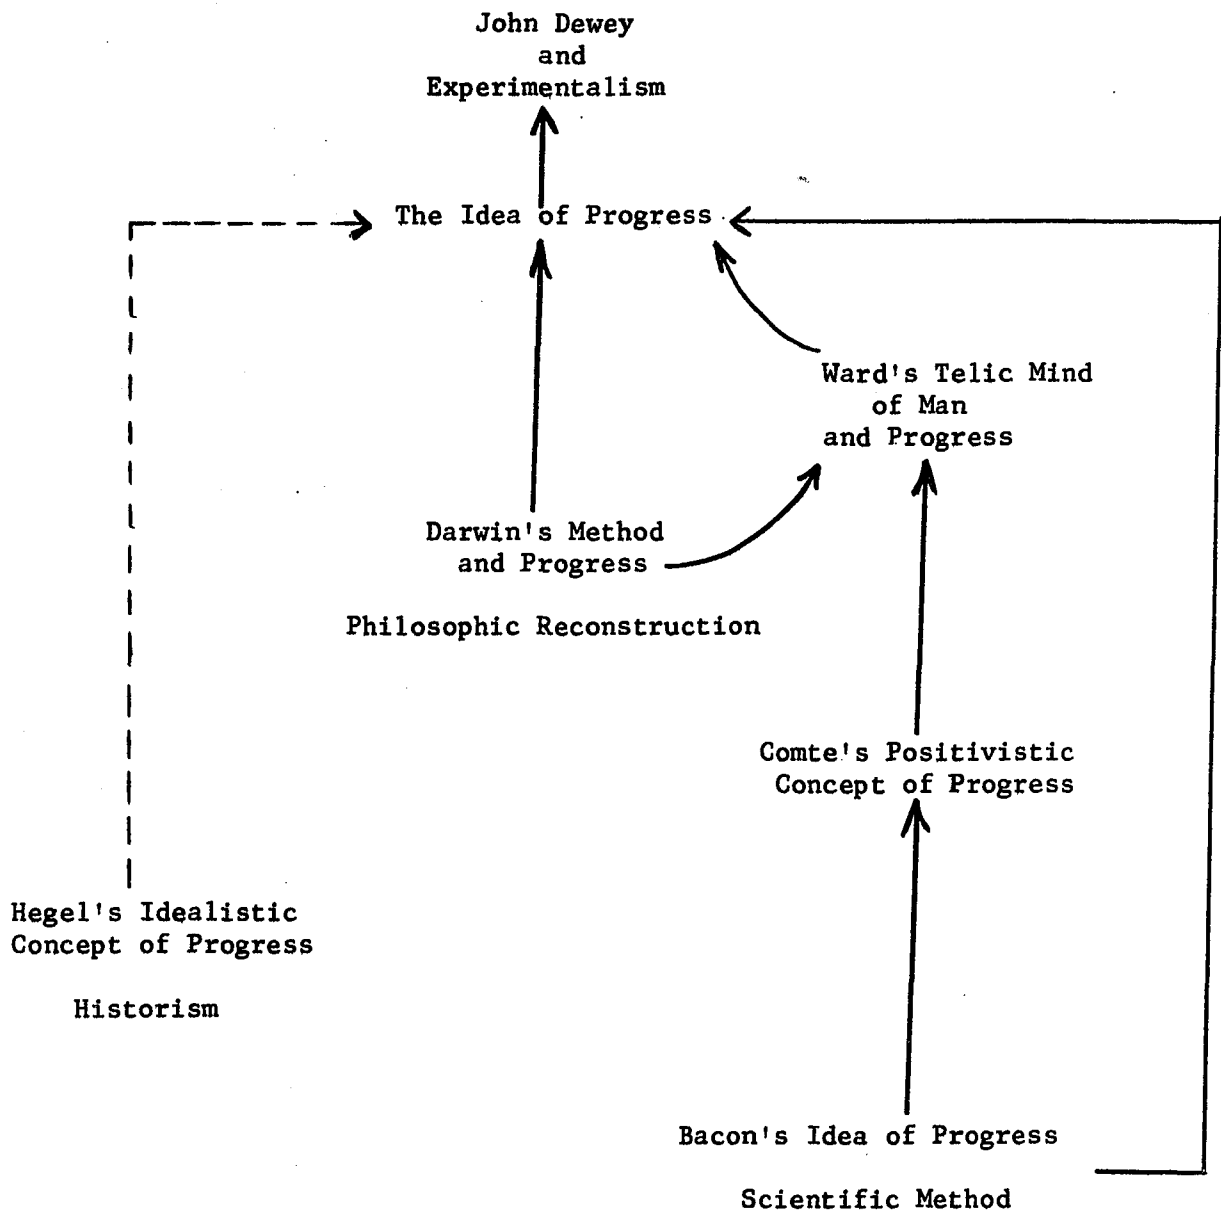 John Dewey
and
Experimentalism
The Idea of Progress
Ward's Telic Mind
of Man
and Progress
Darwin's Method
and Progress
Philosophic Reconstruction
Comte's Positivistic
Concept of Progress
Hegel's Idealistic
Concept of Progress
Historism
Bacon's Idea of Progress
Scientific Method